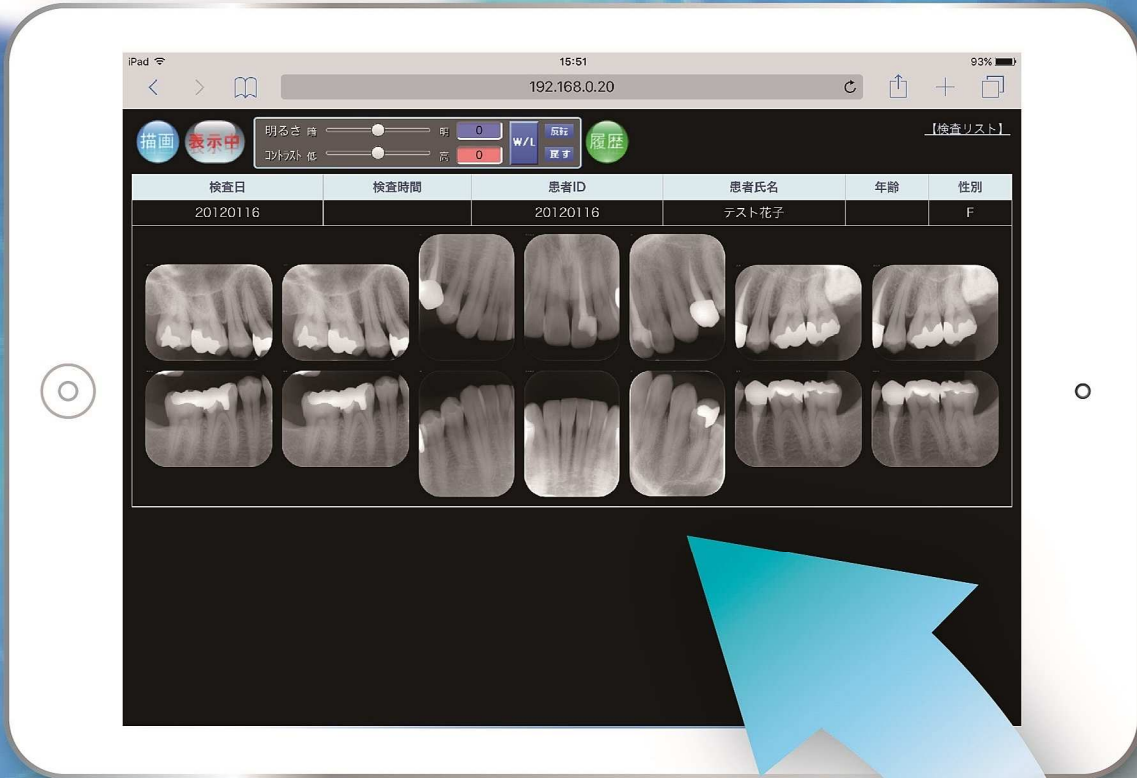 iPad 15:51 93%
192.168.0.20
描画 表示中 明るさ 暗 明 0 W/L 反転 履歴 【検査リスト】
コントラスト 低 高 0 戻す
検査日 検査時間 患者ID 患者氏名 年齢 性別
20120116 20120116 テスト花子 F